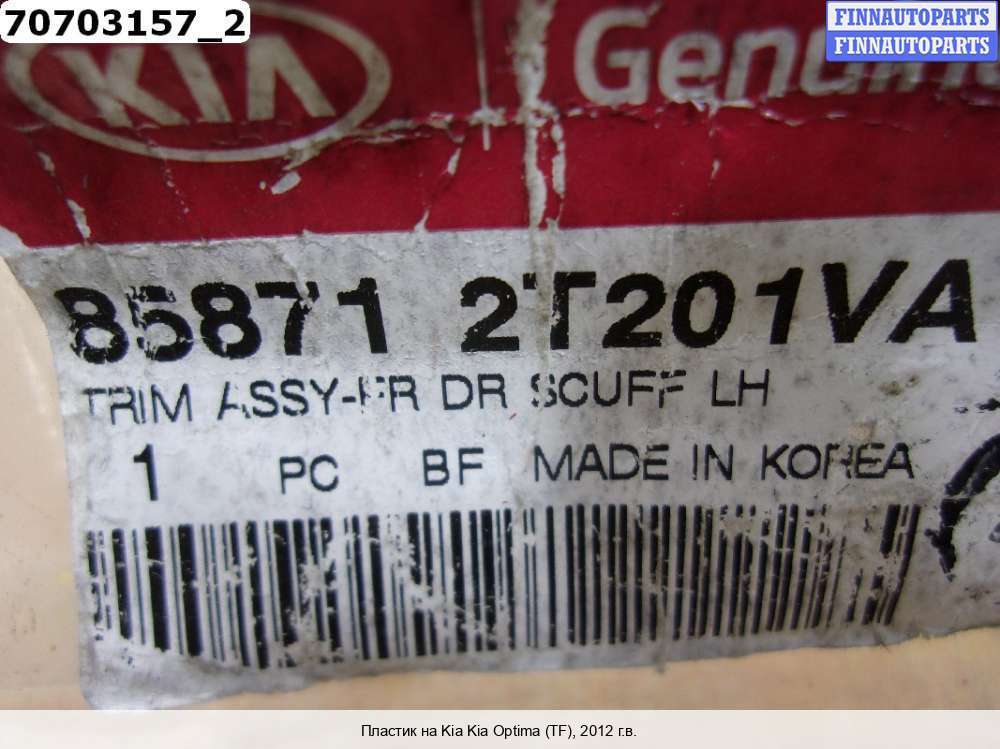 70703157_2
FINNAUTOPARTS
FINNAUTOPARTS
KIA
85871 2T201VA
TRIM ASSY-FR DR SCUFF LH
1 PC BF MADE IN KOREA
Пластик на Kia Kia Optima (TF), 2012 г.в.